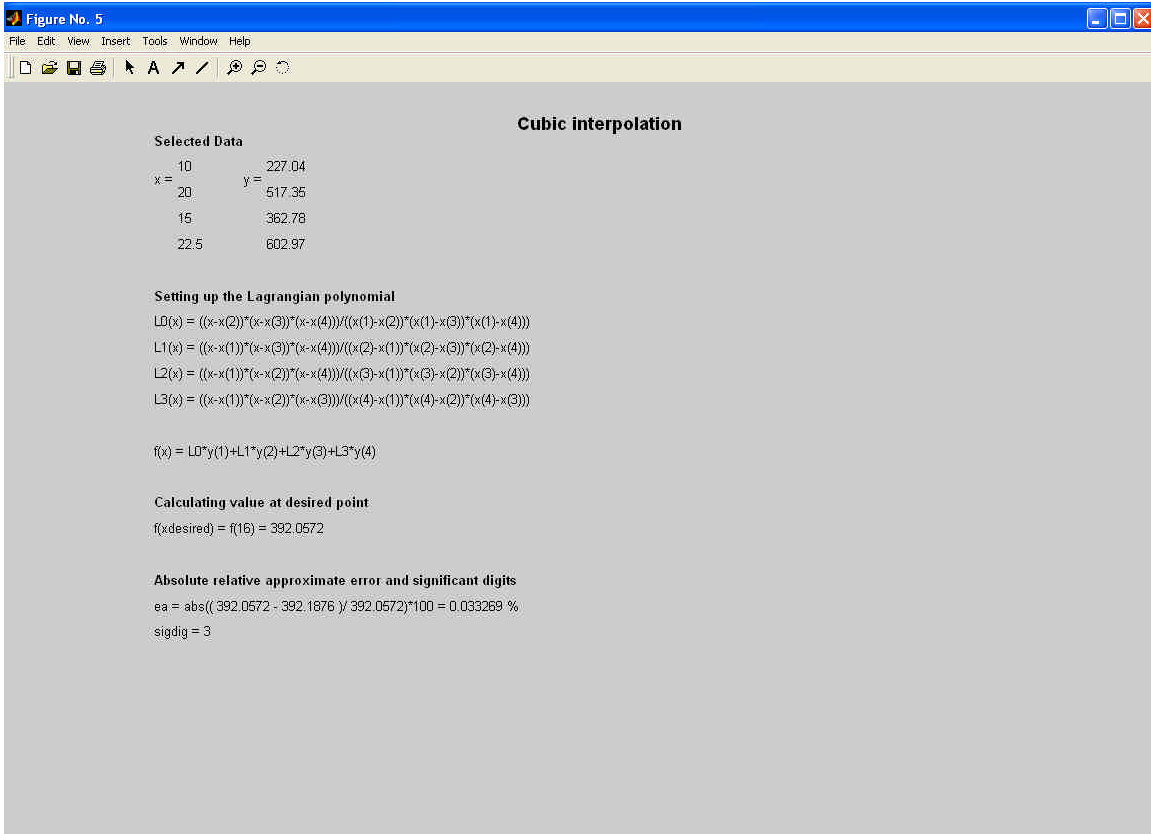 Figure No. 5
File Edit View Insert Tools Window Help
A
Cubic interpolation
Selected Data
x = 10 y = 227.04
20 517.35
15 362.78
22.5 602.97
Setting up the Lagrangian polynomial
L0(x) = ((x-x(2))*(x-x(3))*(x-x(4)))/((x(1)-x(2))*(x(1)-x(3))*(x(1)-x(4)))
L1(x) = ((x-x(1))*(x-x(3))*(x-x(4)))/((x(2)-x(1))*(x(2)-x(3))*(x(2)-x(4)))
L2(x) = ((x-x(1))*(x-x(2))*(x-x(4)))/((x(3)-x(1))*(x(3)-x(2))*(x(3)-x(4)))
L3(x) = ((x-x(1))*(x-x(2))*(x-x(3)))/((x(4)-x(1))*(x(4)-x(2))*(x(4)-x(3)))
f(x) = L0*y(1)+L1*y(2)+L2*y(3)+L3*y(4)
Calculating value at desired point
f(xdesired) = f(16) = 392.0572
Absolute relative approximate error and significant digits
ea = abs(( 392.0572 - 392.1876 )/ 392.0572)*100 = 0.033269 %
sigdig = 3